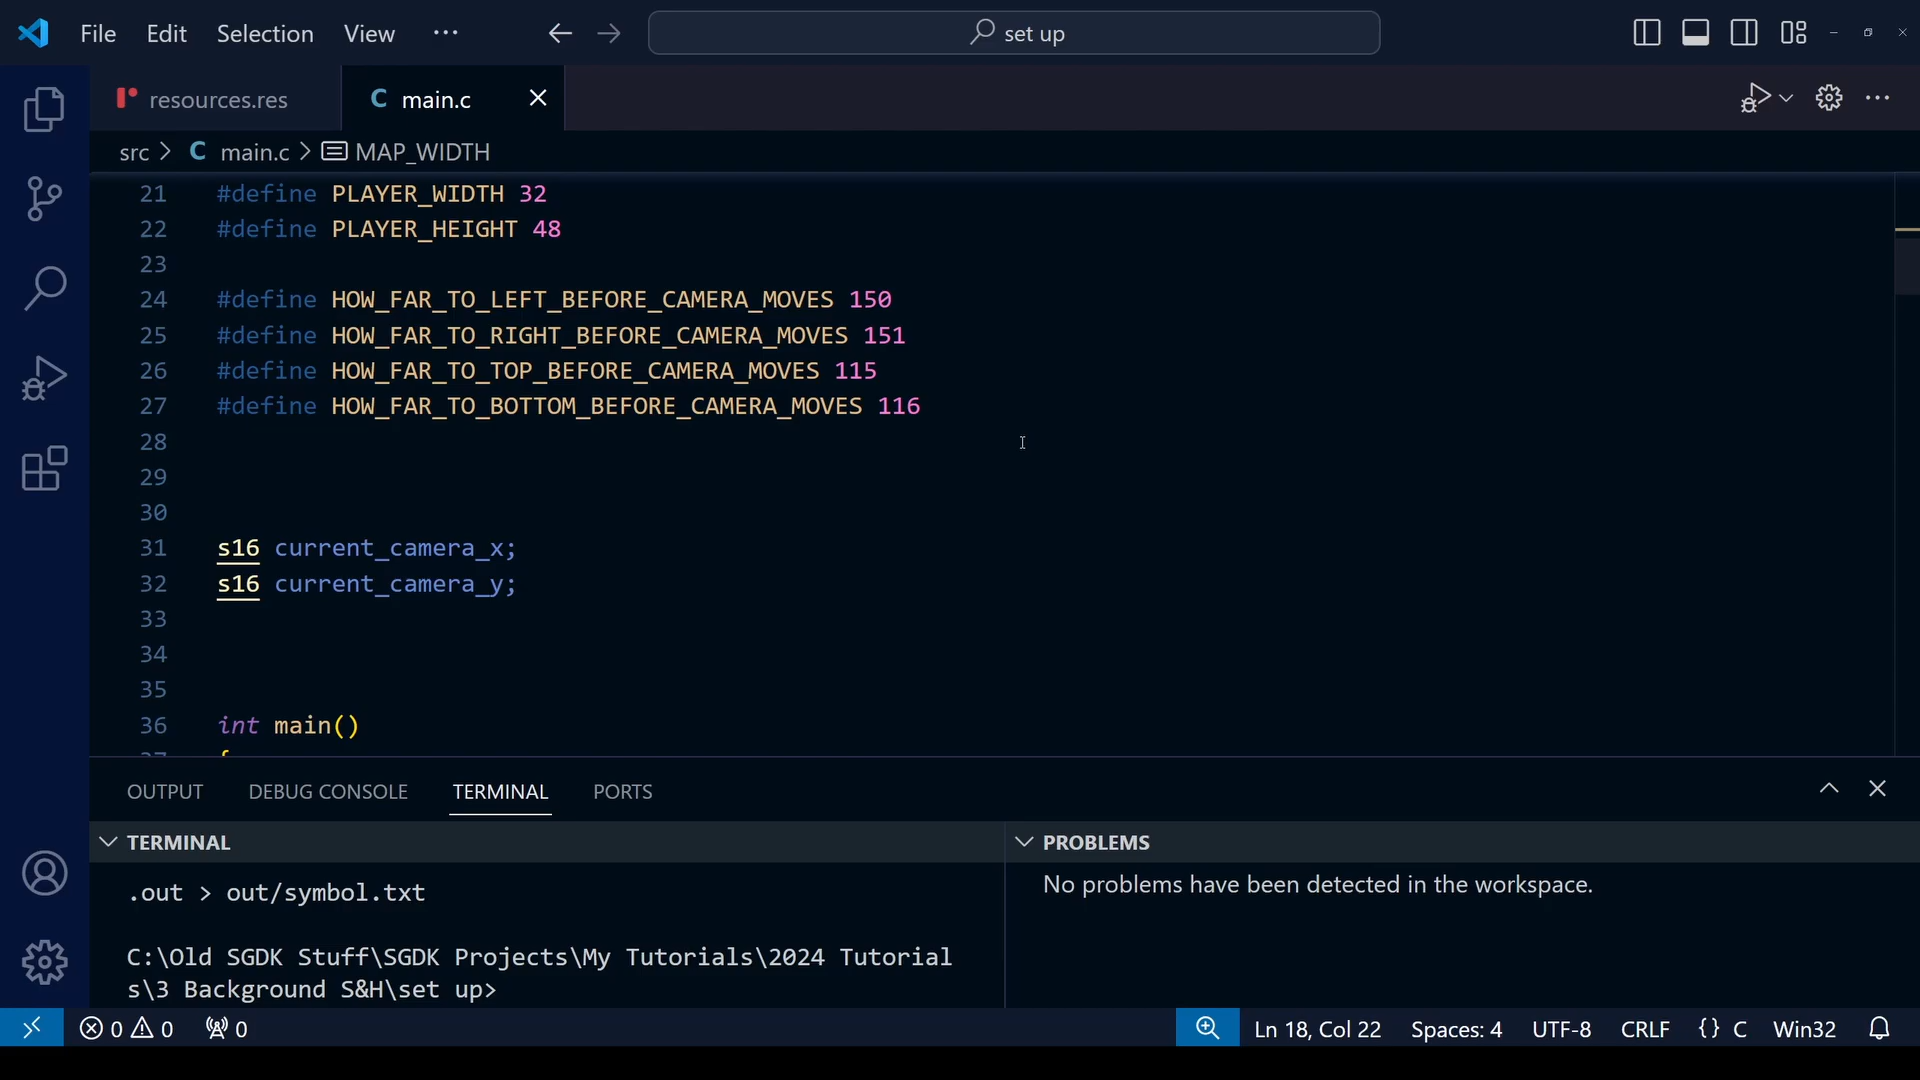 File Edit Selection View ··· set up
resources.res main.c
src > C main.c > MAP_WIDTH
21 #define PLAYER_WIDTH 32
22 #define PLAYER_HEIGHT 48
23
24 #define HOW_FAR_TO_LEFT_BEFORE_CAMERA_MOVES 150
25 #define HOW_FAR_TO_RIGHT_BEFORE_CAMERA_MOVES 151
26 #define HOW_FAR_TO_TOP_BEFORE_CAMERA_MOVES 115
27 #define HOW_FAR_TO_BOTTOM_BEFORE_CAMERA_MOVES 116
28
29
30
31 s16 current_camera_x;
32 s16 current_camera_y;
33
34
35
36 int main()
37 {
OUTPUT DEBUG CONSOLE TERMINAL PORTS
TERMINAL
.out > out/symbol.txt
C:\Old SGDK Stuff\SGDK Projects\My Tutorials\2024 Tutorial
s\3 Background S&H\set up>
PROBLEMS
No problems have been detected in the workspace.
0 0 0 Ln 18, Col 22 Spaces: 4 UTF-8 CRLF {} C Win32